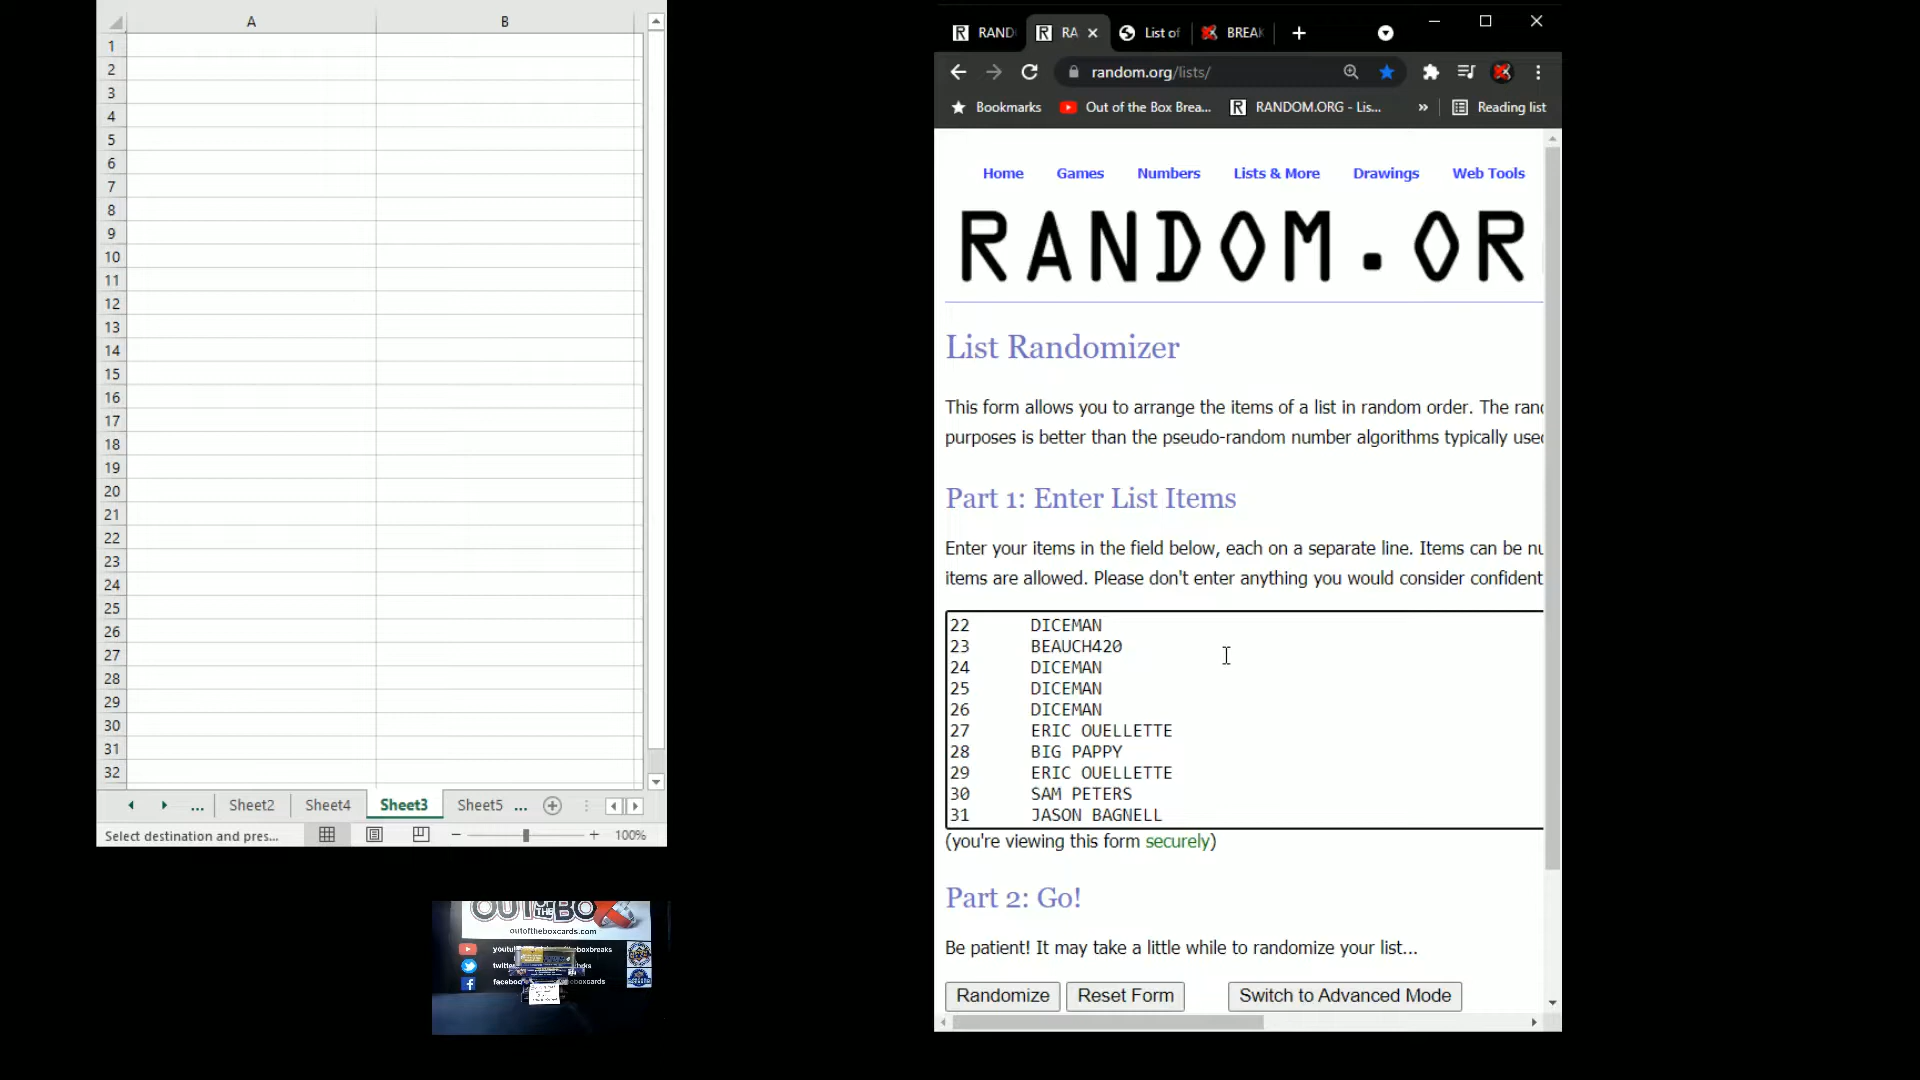 A B
1
2
3
4
5
6
7
8
9
10
11
12
13
14
15
16
17
18
19
20
21
22
23
24
25
26
27
28
29
30
31
32
... Sheet2 Sheet4 Sheet3 Sheet5 ...
Select destination and pres... 100%
outoftheboxcards.com
RAND RA List of BREAK
random.org/lists/
Bookmarks Out of the Box Brea... RANDOM.ORG - Lis... » Reading list
Home Games Numbers Lists & More Drawings Web Tools
RANDOM.OR
List Randomizer
This form allows you to arrange the items of a list in random order. The
purposes is better than the pseudo-random number algorithms typically
Part 1: Enter List Items
Enter your items in the field below, each on a separate line. Items can be
items are allowed. Please don't enter anything you would consider
22 DICEMAN
23 BEAUCH420
24 DICEMAN
25 DICEMAN
26 DICEMAN
27 ERIC OUELLETTE
28 BIG PAPPY
29 ERIC OUELLETTE
30 SAM PETERS
31 JASON BAGNELL
(you're viewing this form securely)
Part 2: Go!
Be patient! It may take a little while to randomize your list...
Randomize Reset Form Switch to Advanced Mode